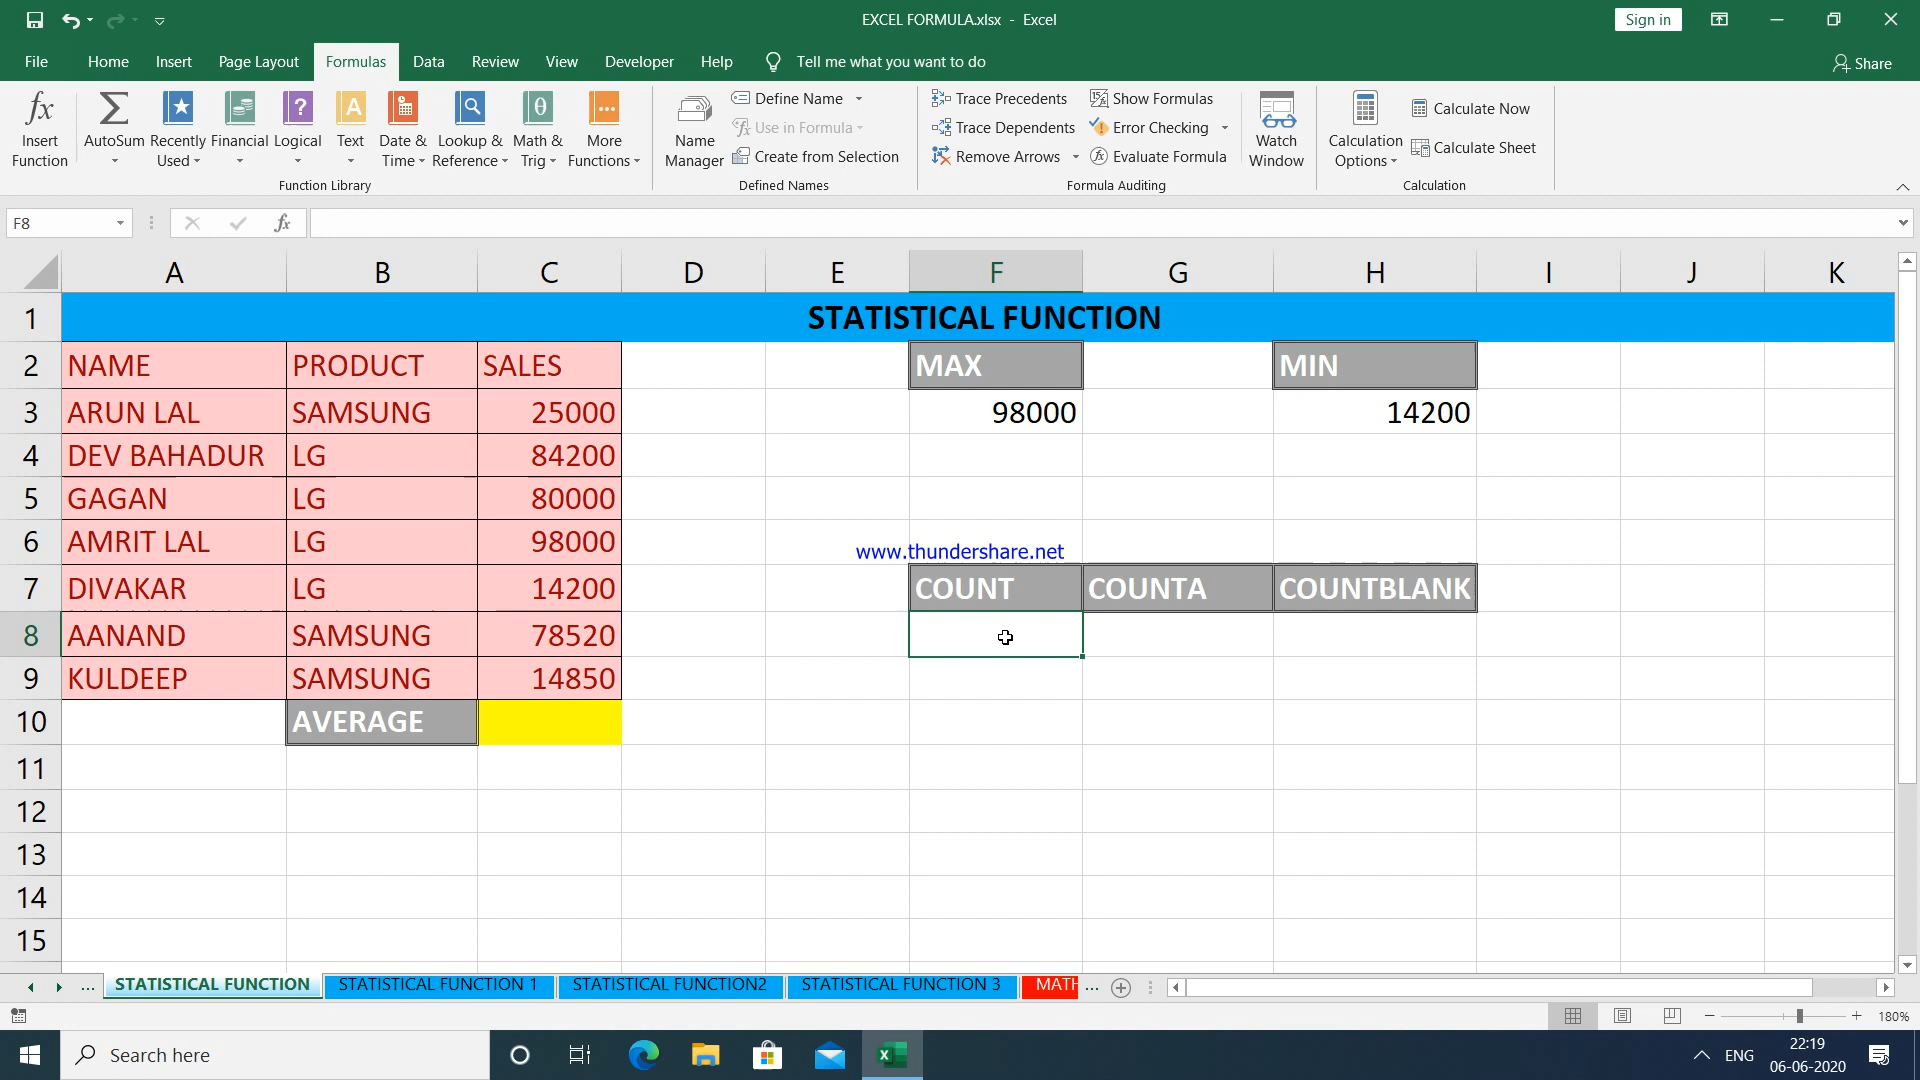 EXCEL FORMULA.xlsx - Excel
Sign in
File Home Insert Page Layout Formulas Data Review View Developer Help Tell me what you want to do
Share
Insert Function
AutoSum
Recently Used
Financial
Logical
Text
Date & Time
Lookup & Reference
Math & Trig
More Functions
Function Library
Name Manager
Define Name
Use in Formula
Create from Selection
Defined Names
Trace Precedents
Trace Dependents
Remove Arrows
Show Formulas
Error Checking
Evaluate Formula
Formula Auditing
Watch Window
Calculation Options
Calculate Now
Calculate Sheet
Calculation
F8
fx
A B C D E F G H I J K
1 STATISTICAL FUNCTION
2 NAME PRODUCT SALES MAX MIN
3 ARUN LAL SAMSUNG 25000 98000 14200
4 DEV BAHADUR LG 84200
5 GAGAN LG 80000
6 AMRIT LAL LG 98000
www.thundershare.net
7 DIVAKAR LG 14200 COUNT COUNTA COUNTBLANK
8 AANAND SAMSUNG 78520
9 KULDEEP SAMSUNG 14850
10 AVERAGE
11
12
13
14
15
... STATISTICAL FUNCTION STATISTICAL FUNCTION 1 STATISTICAL FUNCTION2 STATISTICAL FUNCTION 3 MATH ...
180%
Search here
ENG
22:19
06-06-2020